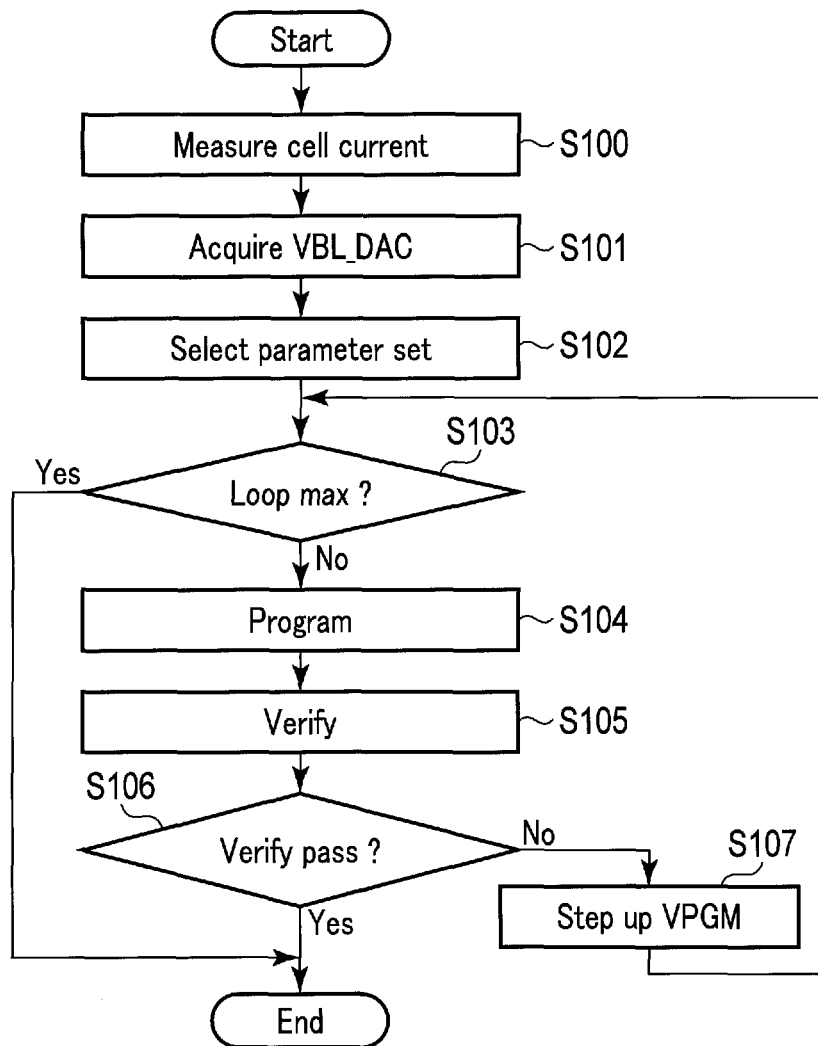 Start
Measure cell current
S100
Acquire VBL_DAC
S101
Select parameter set
S102
S103
Yes
Loop max ?
No
Program
S104
Verify
S105
S106
Verify pass ?
No
S107
Step up VPGM
Yes
End